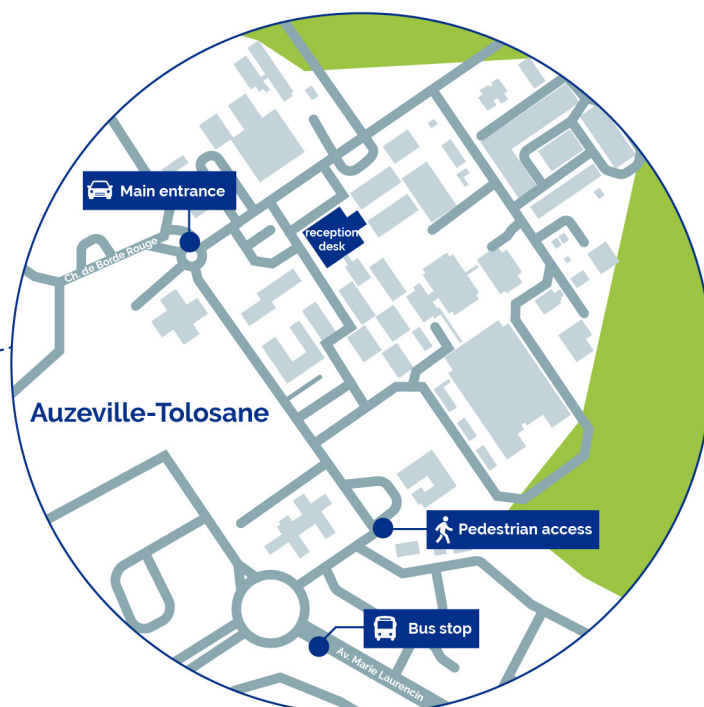 Main entrance
reception
desk
Ch. de Borde Rouge
Auzeville-Tolosane
Pedestrian access
Bus stop
Av. Marie Laurencin